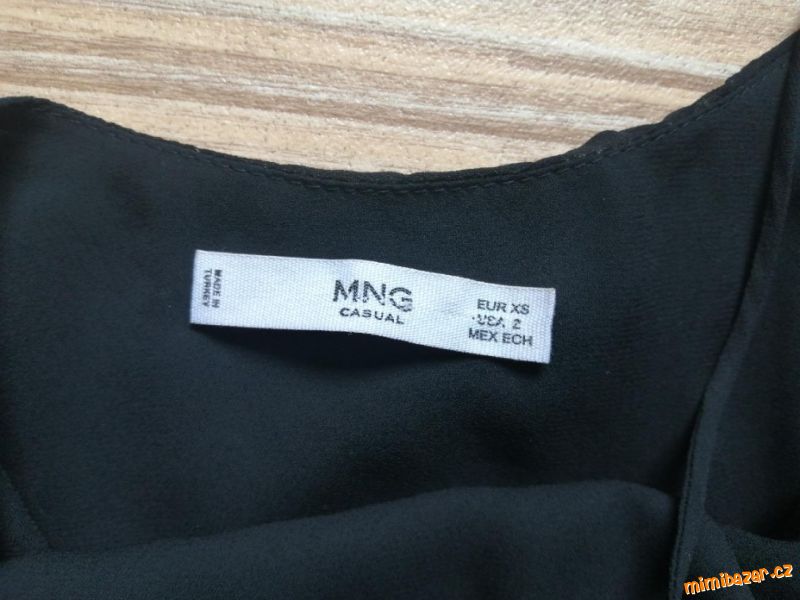 MADE IN
TURKEY
MNG
CASUAL
EUR XS
USA 2
MEX ECH
mimibazar.cz